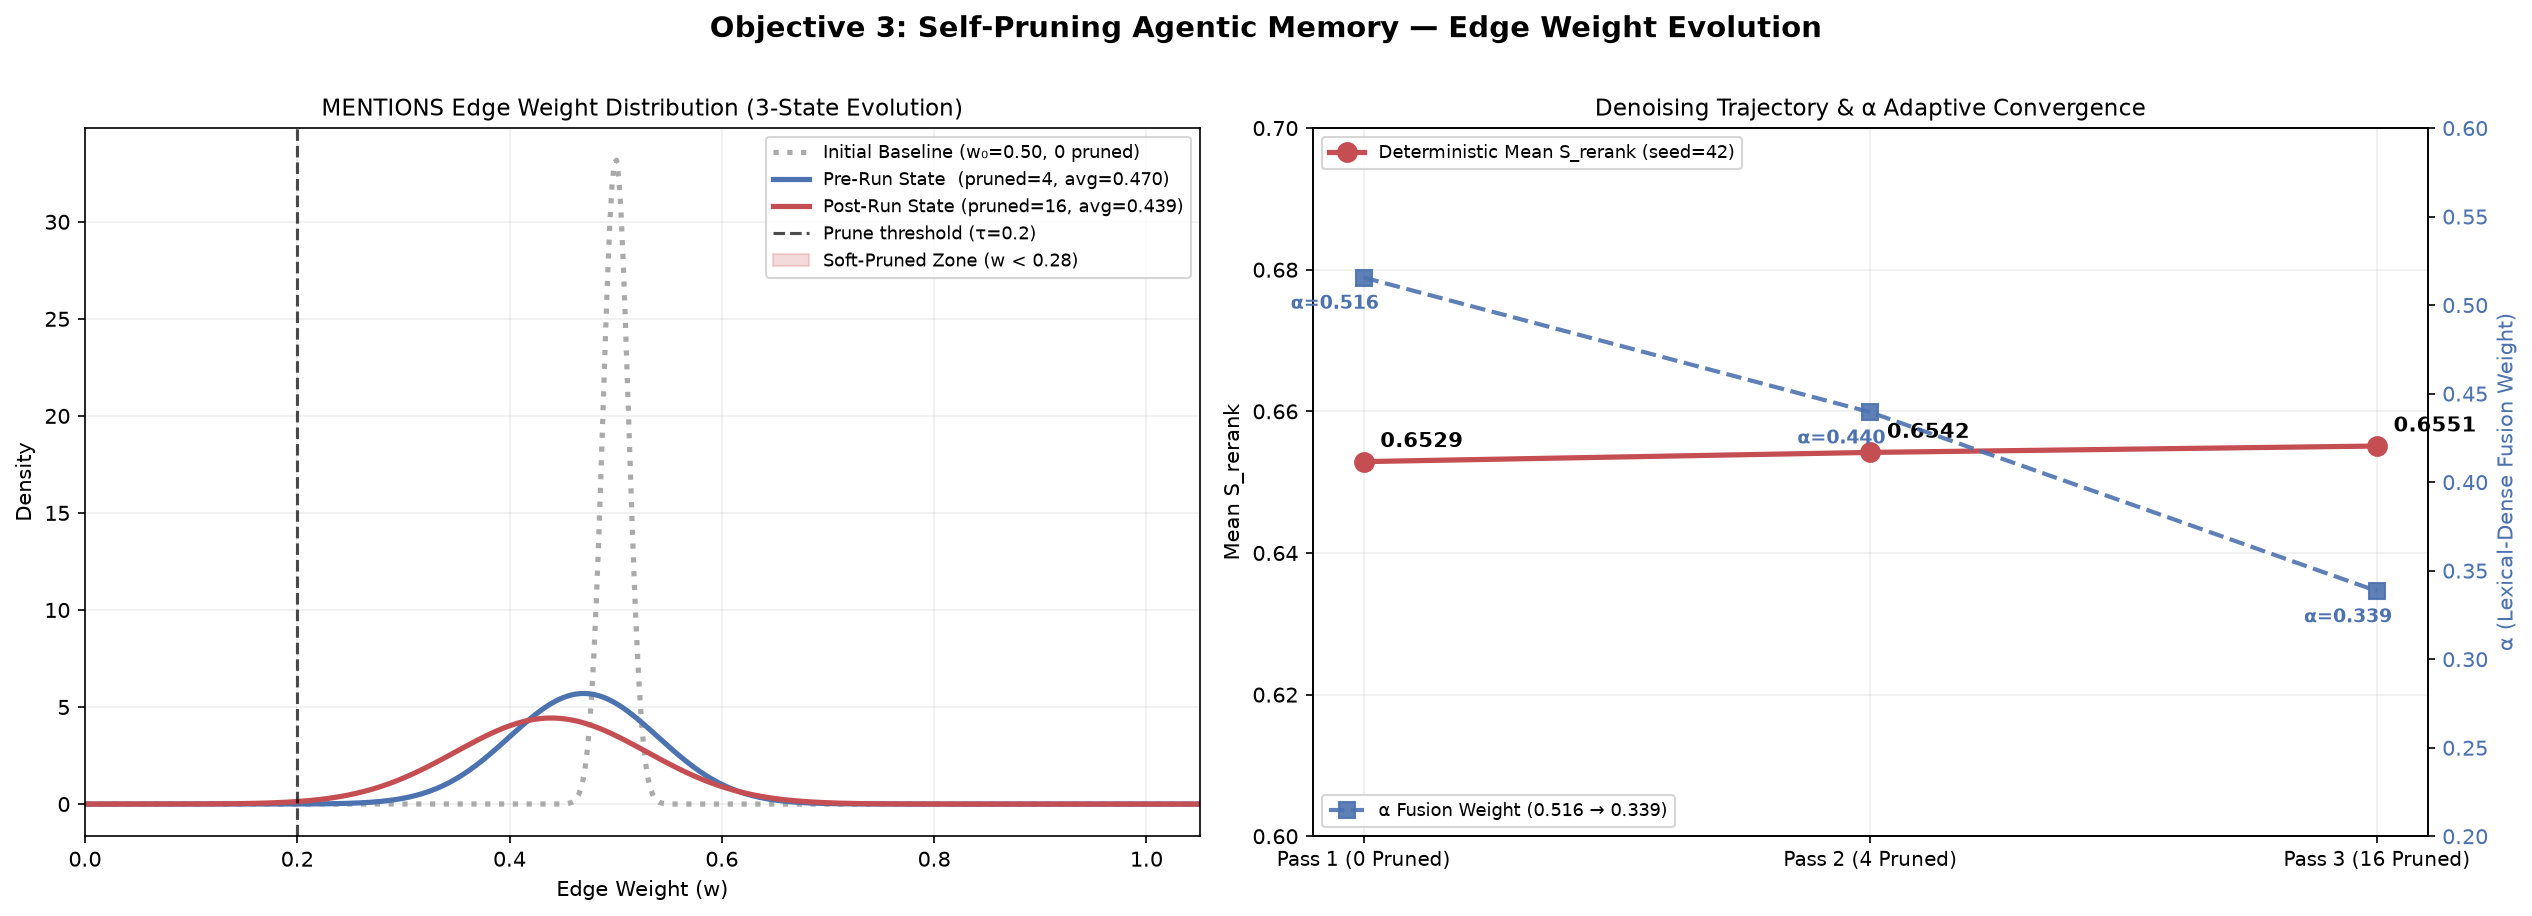 Objective 3: Self-Pruning Agentic Memory — Edge Weight Evolution
MENTIONS Edge Weight Distribution (3-State Evolution)
Initial Baseline (w₀=0.50, 0 pruned)
Pre-Run State  (pruned=4, avg=0.470)
Post-Run State (pruned=16, avg=0.439)
Prune threshold (τ=0.2)
Soft-Pruned Zone (w < 0.28)
Density
30
25
20
15
10
5
0
0.0
0.2
0.4
0.6
0.8
1.0
Edge Weight (w)
Denoising Trajectory & α Adaptive Convergence
Deterministic Mean S_rerank (seed=42)
Mean S_rerank
0.70
0.68
0.66
0.64
0.62
0.60
α=0.516
α=0.440
α=0.339
0.6529
0.6542
0.6551
α Fusion Weight (0.516 → 0.339)
Pass 1 (0 Pruned)
Pass 2 (4 Pruned)
Pass 3 (16 Pruned)
0.60
0.55
0.50
0.45
0.40
0.35
0.30
0.25
0.20
α (Lexical-Dense Fusion Weight)